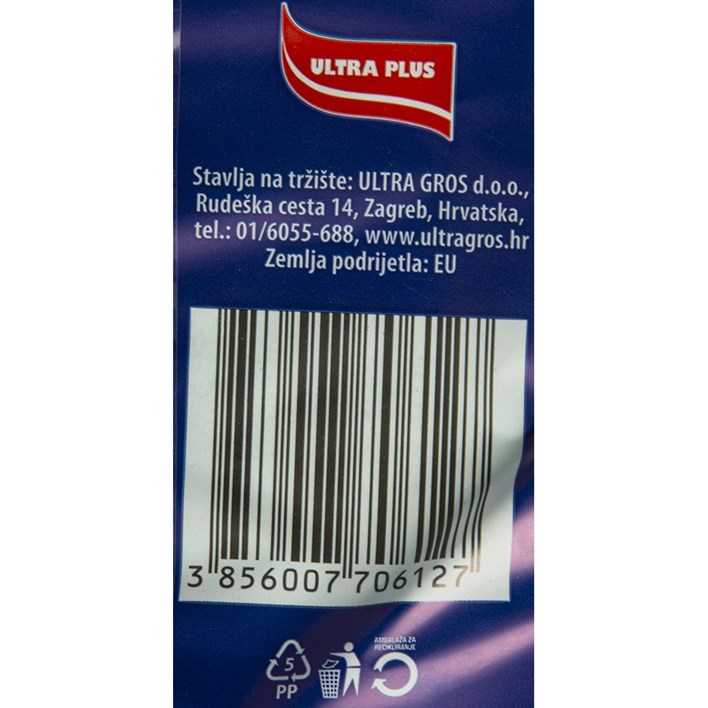 ULTRA PLUS
Stavlja na tržište: ULTRA GROS d.o.o.,
Rudeška cesta 14, Zagreb, Hrvatska,
tel.: 01/6055-688, www.ultragros.hr
Zemlja podrijetla: EU
3 856007 706127
AMBALAŽA ZA
RECIKLIRANJE
5
PP